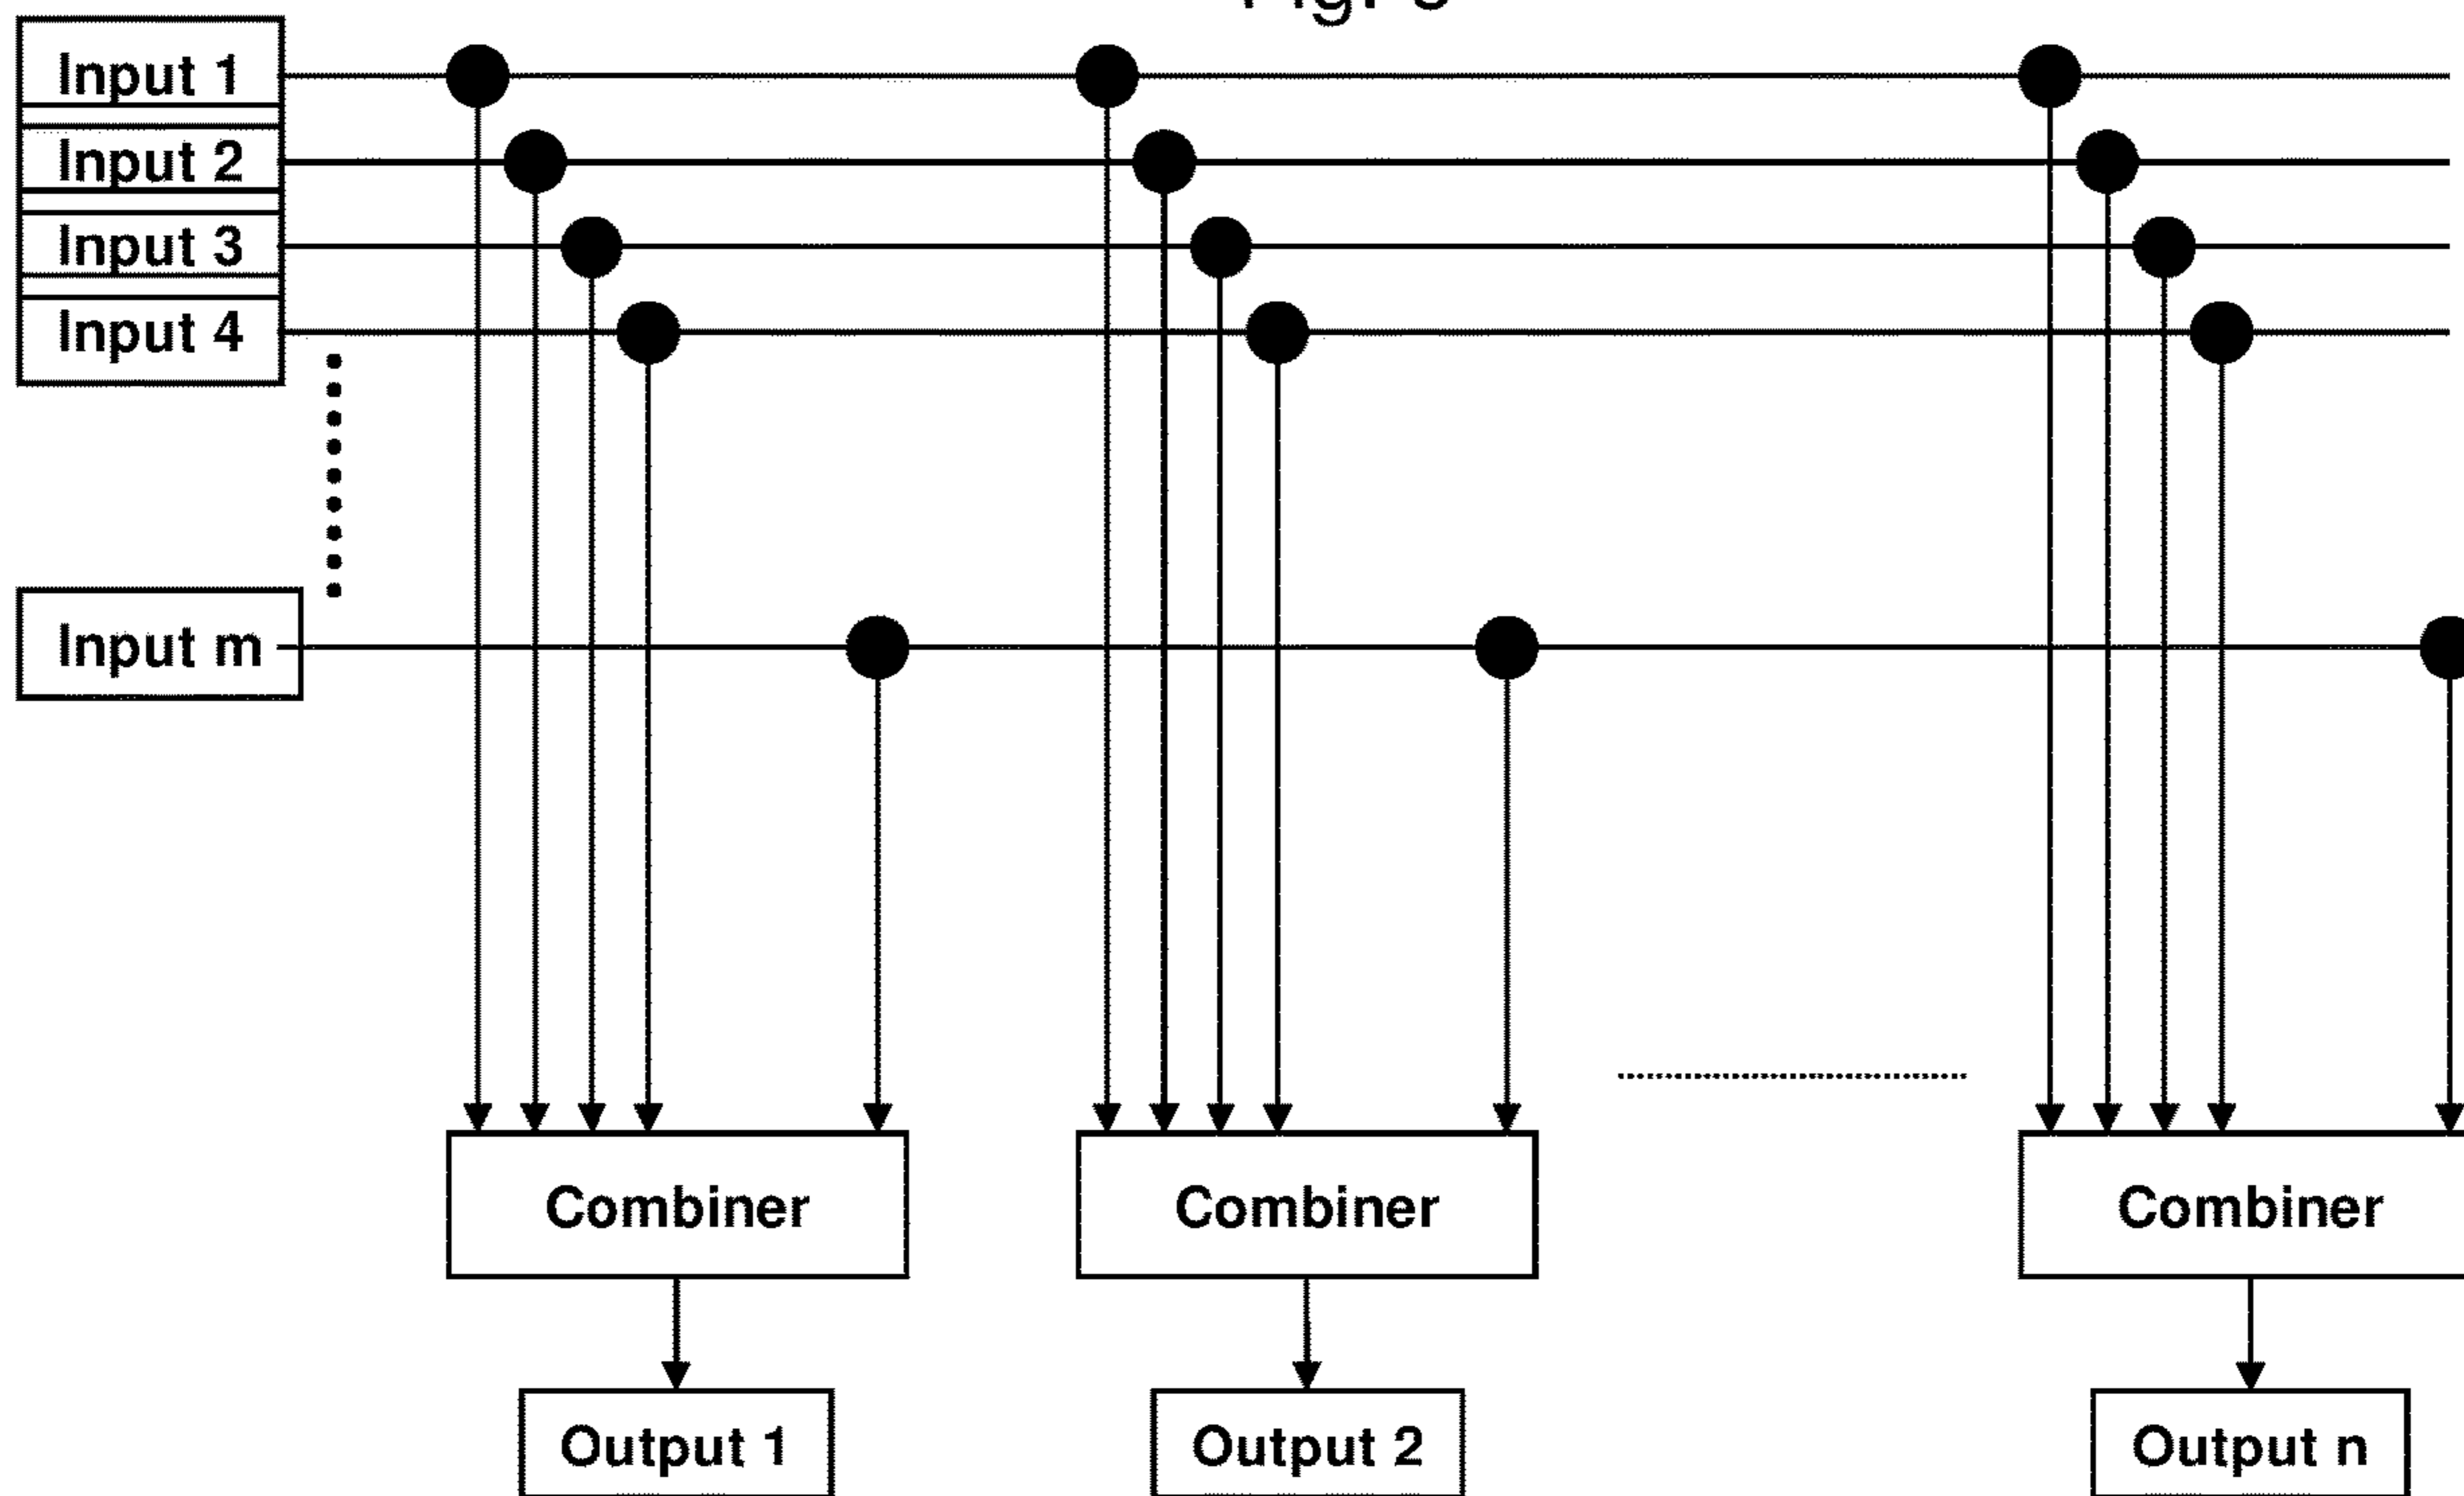 Input 1
Input 2
Input 3
Input 4
Input m
Combiner Combiner Combiner
Output 1 Output 2 Output n